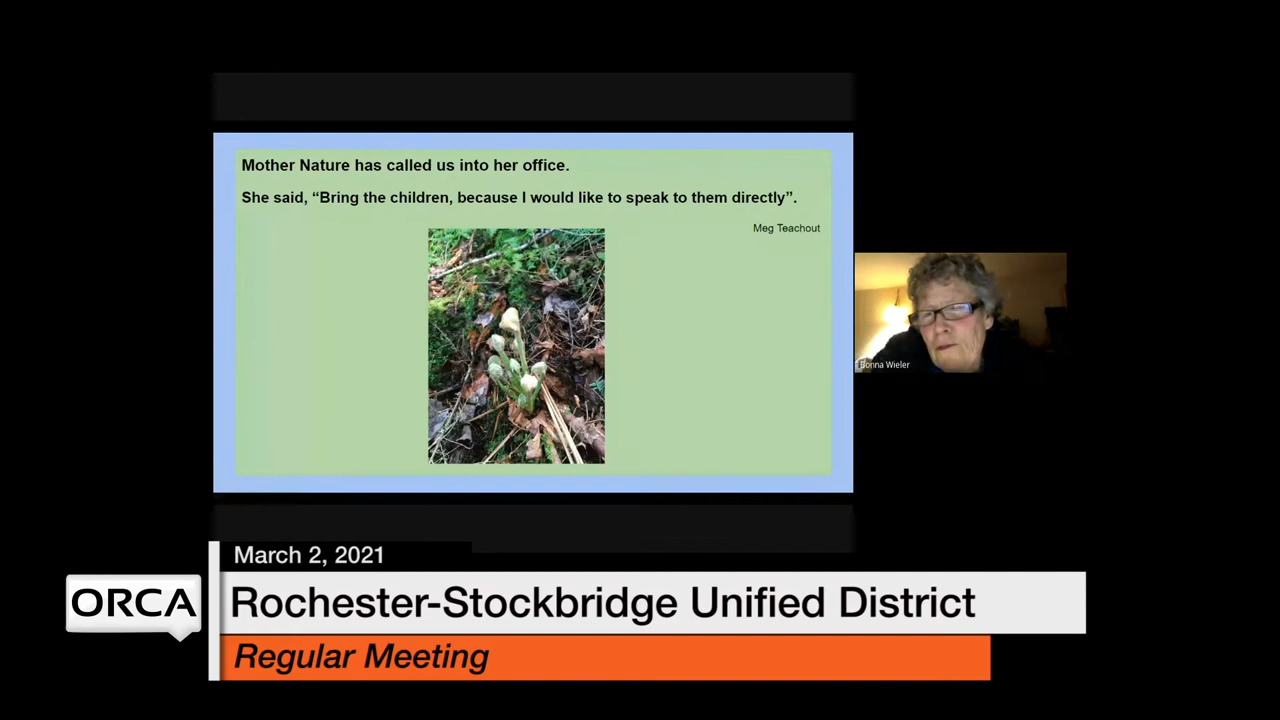 Mother Nature has called us into her office.
She said, “Bring the children, because I would like to speak to them directly”.
Meg Teachout
Donna Wieler
March 2, 2021
ORCA
Rochester-Stockbridge Unified District
Regular Meeting